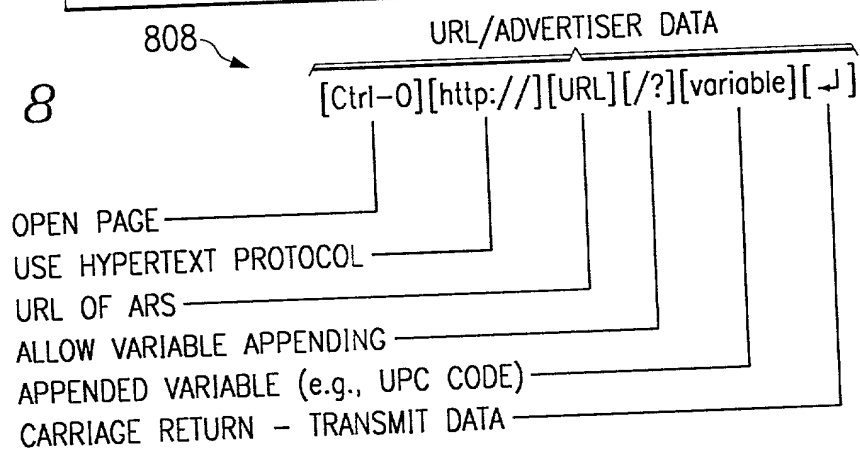 808
URL/ADVERTISER DATA
8
[Ctrl-O][http://][URL][/?][variable][↵]
OPEN PAGE
USE HYPERTEXT PROTOCOL
URL OF ARS
ALLOW VARIABLE APPENDING
APPENDED VARIABLE (e.g., UPC CODE)
CARRIAGE RETURN – TRANSMIT DATA